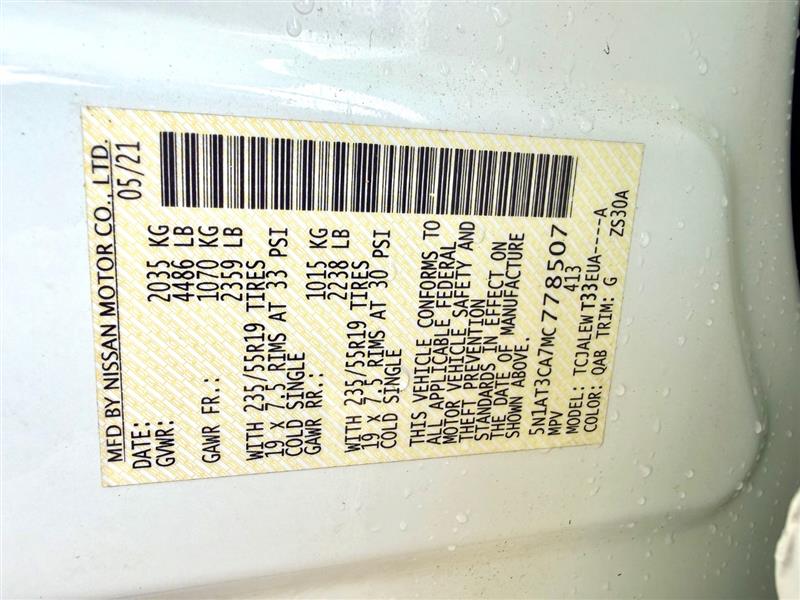 MFD BY NISSAN MOTOR CO., LTD.
DATE: 05/21
GVWR: 2035 KG
4486 LB
GAWR FR.: 1070 KG
2359 LB
WITH 235/55R19 TIRES
19 X 7.5 RIMS AT 33 PSI
COLD SINGLE
GAWR RR.: 1015 KG
2238 LB
WITH 235/55R19 TIRES
19 X 7.5 RIMS AT 30 PSI
COLD SINGLE
THIS VEHICLE CONFORMS TO
ALL APPLICABLE FEDERAL
MOTOR VEHICLE SAFETY AND
THEFT PREVENTION
STANDARDS IN EFFECT ON
THE DATE OF MANUFACTURE
SHOWN ABOVE.
5N1AT3CA7MC778507
MPV 413
MODEL: TCJALEWT33EUA-----A
COLOR: QAB TRIM: G ZS30A